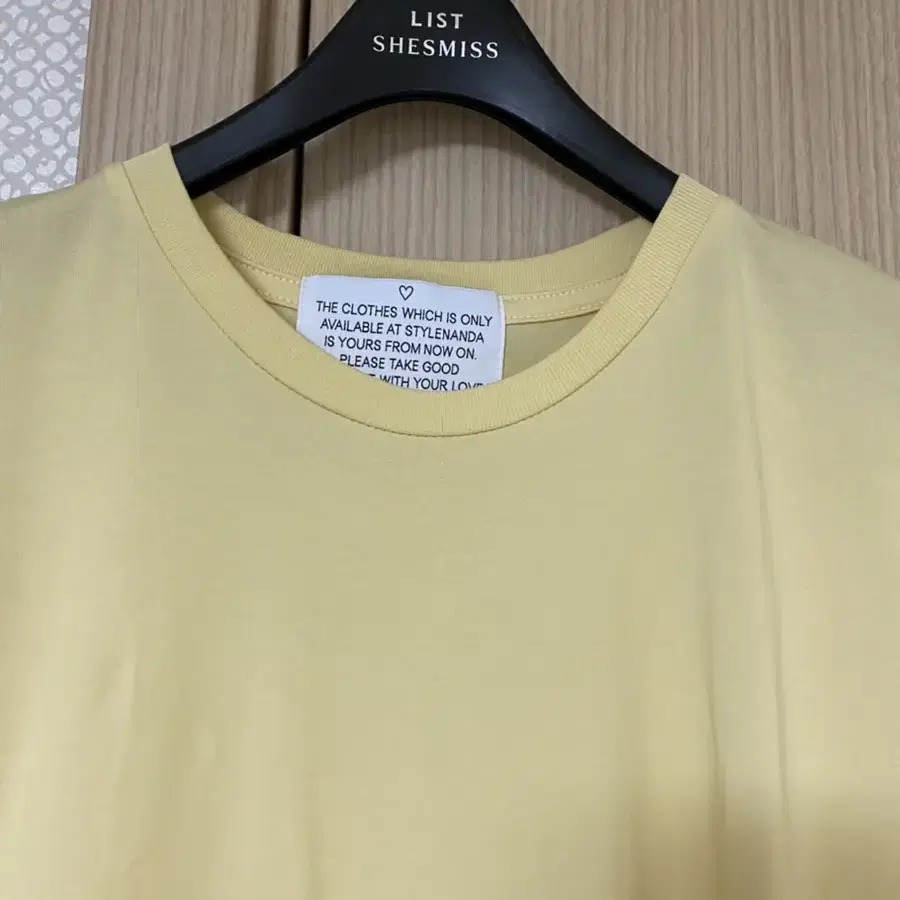 LIST
SHESMISS
♡
THE CLOTHES WHICH IS ONLY
AVAILABLE AT STYLENANDA
IS YOURS FROM NOW ON.
PLEASE TAKE GOOD
WITH YOUR LOVE